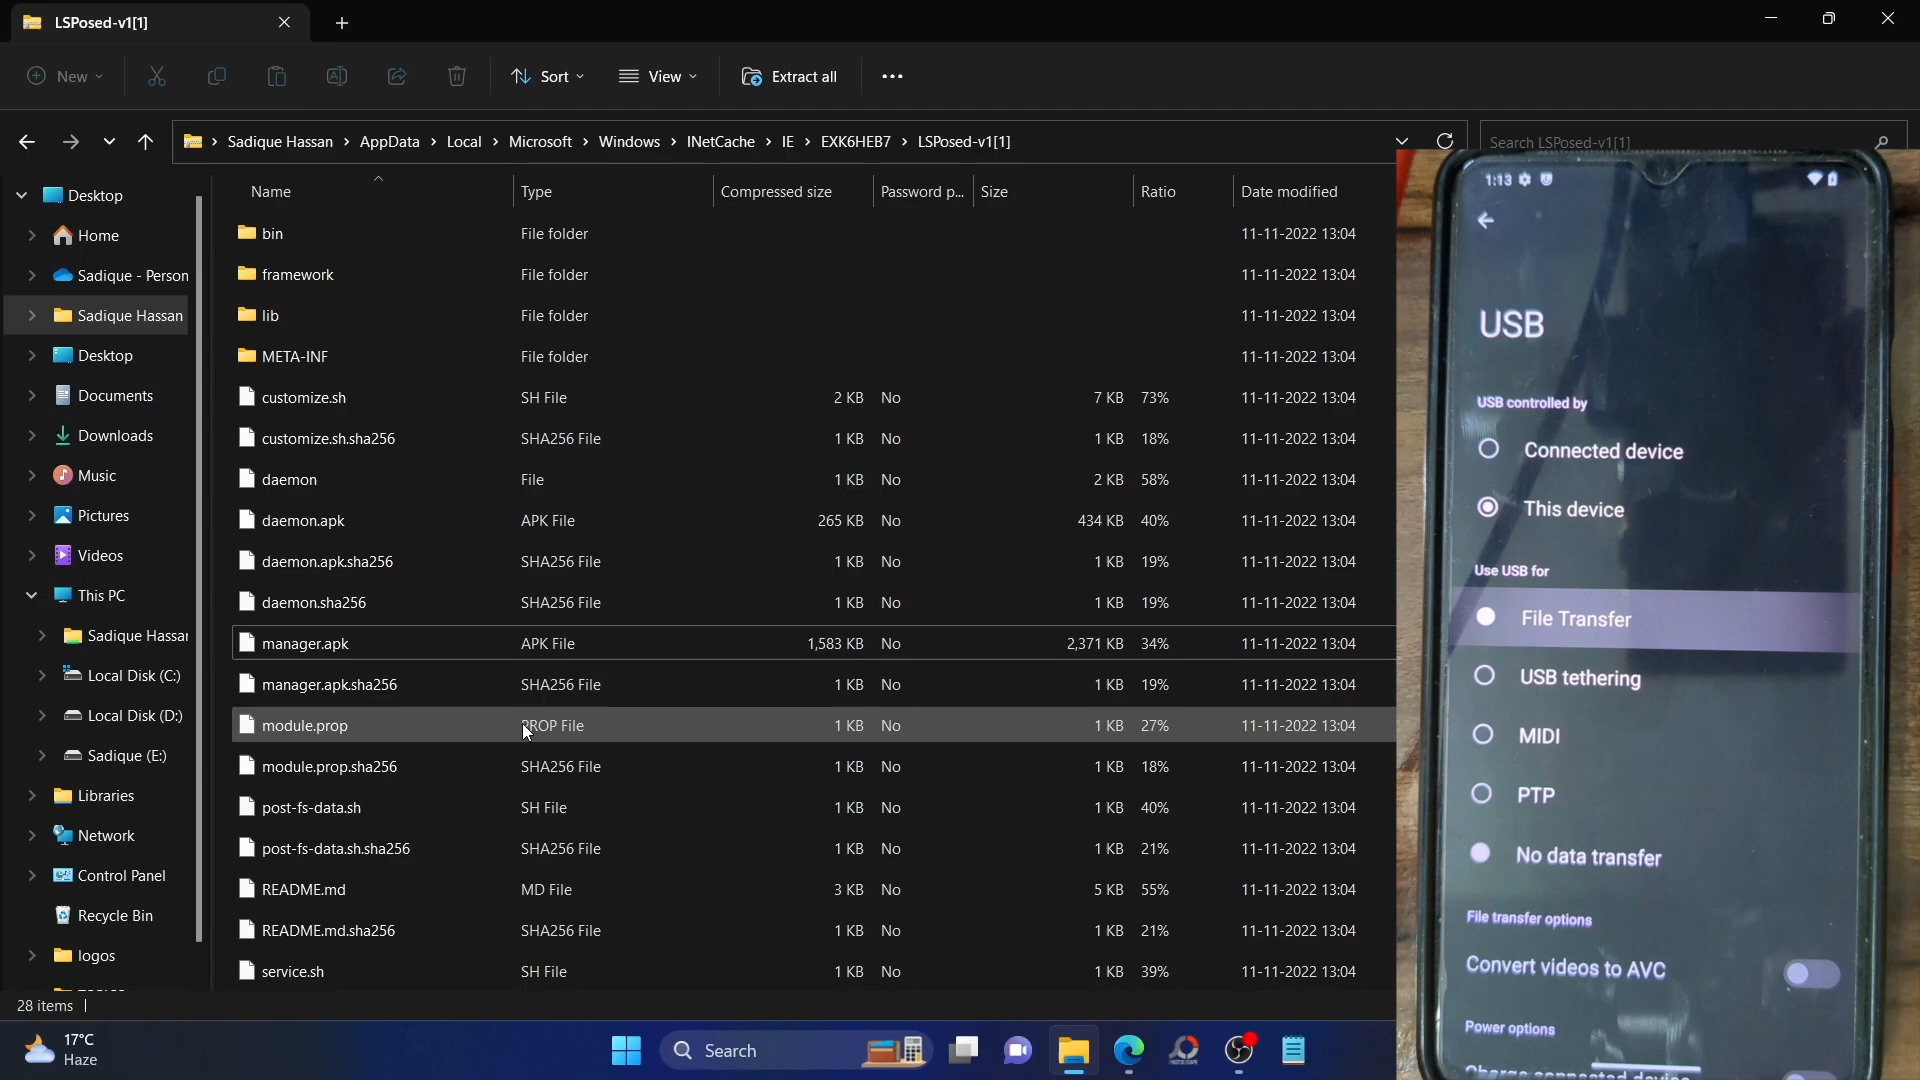 LSPosed-v1[1]
New
Sort
View
Extract all
Sadique Hassan > AppData > Local > Microsoft > Windows > INetCache > IE > EXK6HEB7 > LSPosed-v1[1]
Search LSPosed-v1[1]
Desktop
Home
Sadique - Person
Sadique Hassan
Desktop
Documents
Downloads
Music
Pictures
Videos
This PC
Sadique Hassar
Local Disk (C:)
Local Disk (D:)
Sadique (E:)
Libraries
Network
Control Panel
Recycle Bin
logos
Name Type Compressed size Password p... Size Ratio Date modified
bin File folder 11-11-2022 13:04
framework File folder 11-11-2022 13:04
lib File folder 11-11-2022 13:04
META-INF File folder 11-11-2022 13:04
customize.sh SH File 2 KB No 7 KB 73% 11-11-2022 13:04
customize.sh.sha256 SHA256 File 1 KB No 1 KB 18% 11-11-2022 13:04
daemon File 1 KB No 2 KB 58% 11-11-2022 13:04
daemon.apk APK File 265 KB No 434 KB 40% 11-11-2022 13:04
daemon.apk.sha256 SHA256 File 1 KB No 1 KB 19% 11-11-2022 13:04
daemon.sha256 SHA256 File 1 KB No 1 KB 19% 11-11-2022 13:04
manager.apk APK File 1,583 KB No 2,371 KB 34% 11-11-2022 13:04
manager.apk.sha256 SHA256 File 1 KB No 1 KB 19% 11-11-2022 13:04
module.prop PROP File 1 KB No 1 KB 27% 11-11-2022 13:04
module.prop.sha256 SHA256 File 1 KB No 1 KB 18% 11-11-2022 13:04
post-fs-data.sh SH File 1 KB No 1 KB 40% 11-11-2022 13:04
post-fs-data.sh.sha256 SHA256 File 1 KB No 1 KB 21% 11-11-2022 13:04
README.md MD File 3 KB No 5 KB 55% 11-11-2022 13:04
README.md.sha256 SHA256 File 1 KB No 1 KB 21% 11-11-2022 13:04
service.sh SH File 1 KB No 1 KB 39% 11-11-2022 13:04
28 items
17°C
Haze
Search
1:13
USB
USB controlled by
Connected device
This device
Use USB for
File Transfer
USB tethering
MIDI
PTP
No data transfer
File transfer options
Convert videos to AVC
Power options
Charge connected device